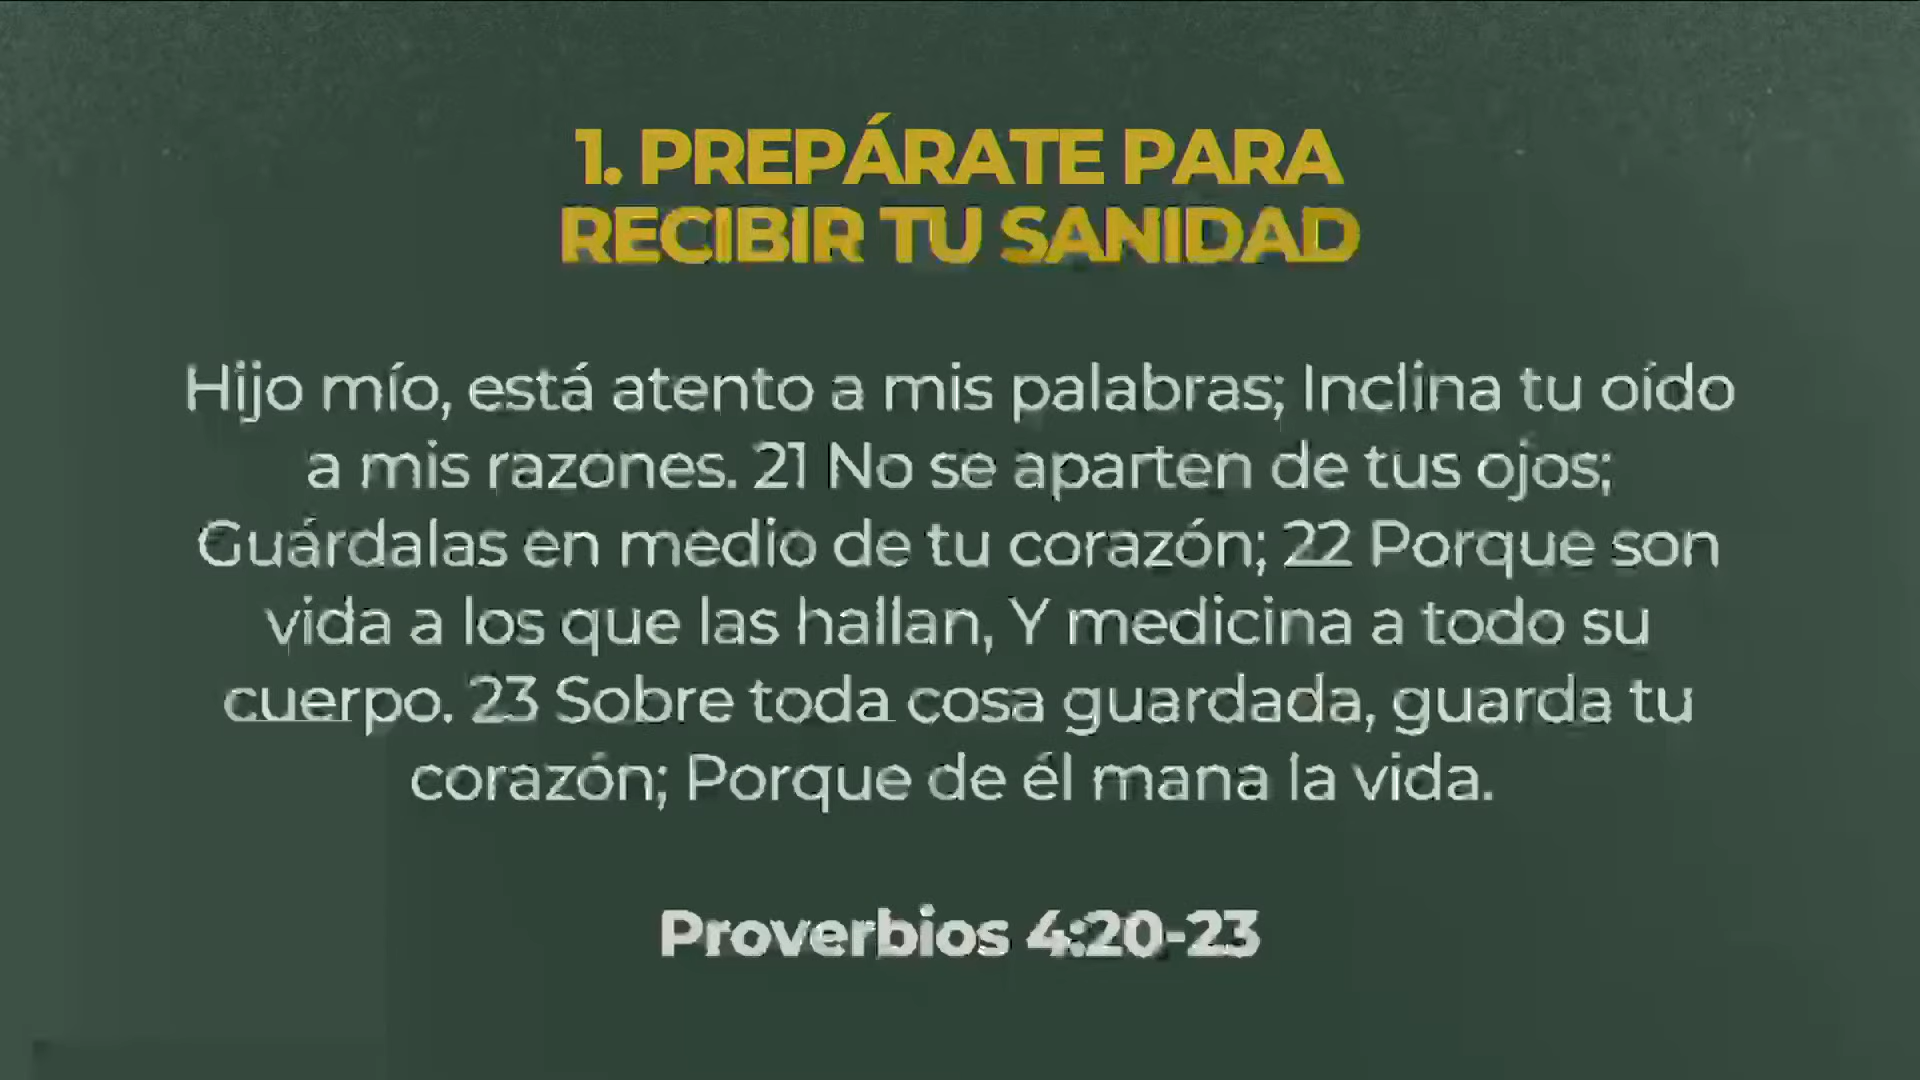 1. PREPÁRATE PARA
RECIBIR TU SANIDAD
Hijo mío, está atento a mis palabras; Inclina tu oído
a mis razones. 21 No se aparten de tus ojos;
Guárdalas en medio de tu corazón; 22 Porque son
vida a los que las hallan, Y medicina a todo su
cuerpo. 23 Sobre toda cosa guardada, guarda tu
corazón; Porque de él mana la vida.
Proverbios 4:20-23